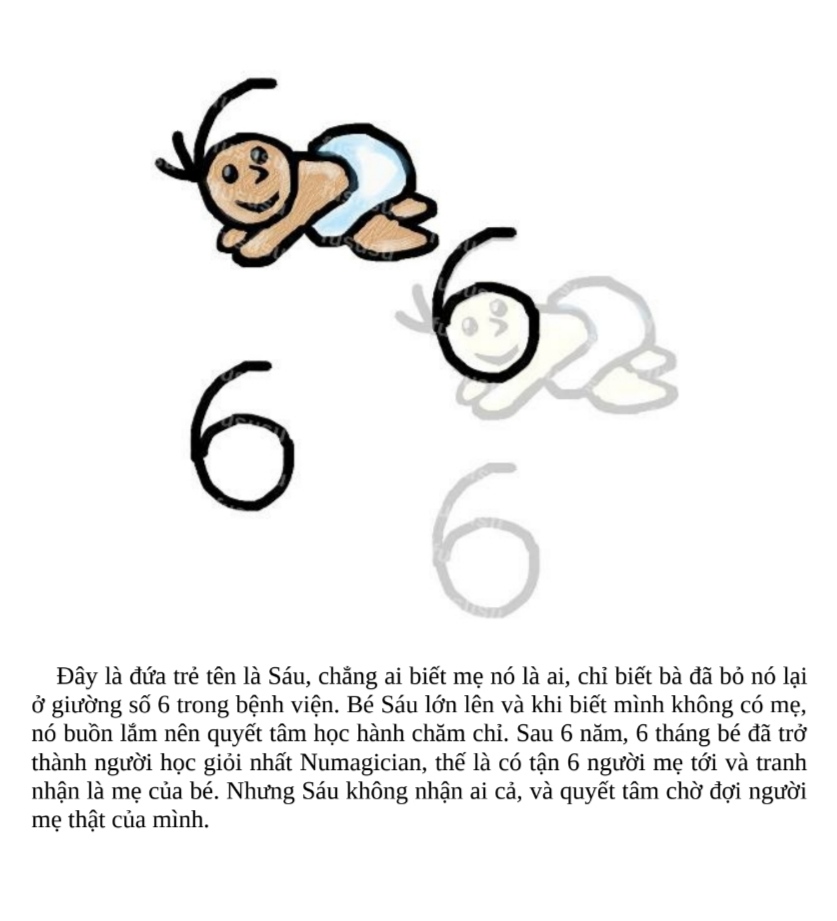 6
6
6
Đây là đứa trẻ tên là Sáu, chẳng ai biết mẹ nó là ai, chỉ biết bà đã bỏ nó lại
ở giường số 6 trong bệnh viện. Bé Sáu lớn lên và khi biết mình không có mẹ,
nó buồn lắm nên quyết tâm học hành chăm chỉ. Sau 6 năm, 6 tháng bé đã trở
thành người học giỏi nhất Numagician, thế là có tận 6 người mẹ tới và tranh
nhận là mẹ của bé. Nhưng Sáu không nhận ai cả, và quyết tâm chờ đợi người
mẹ thật của mình.